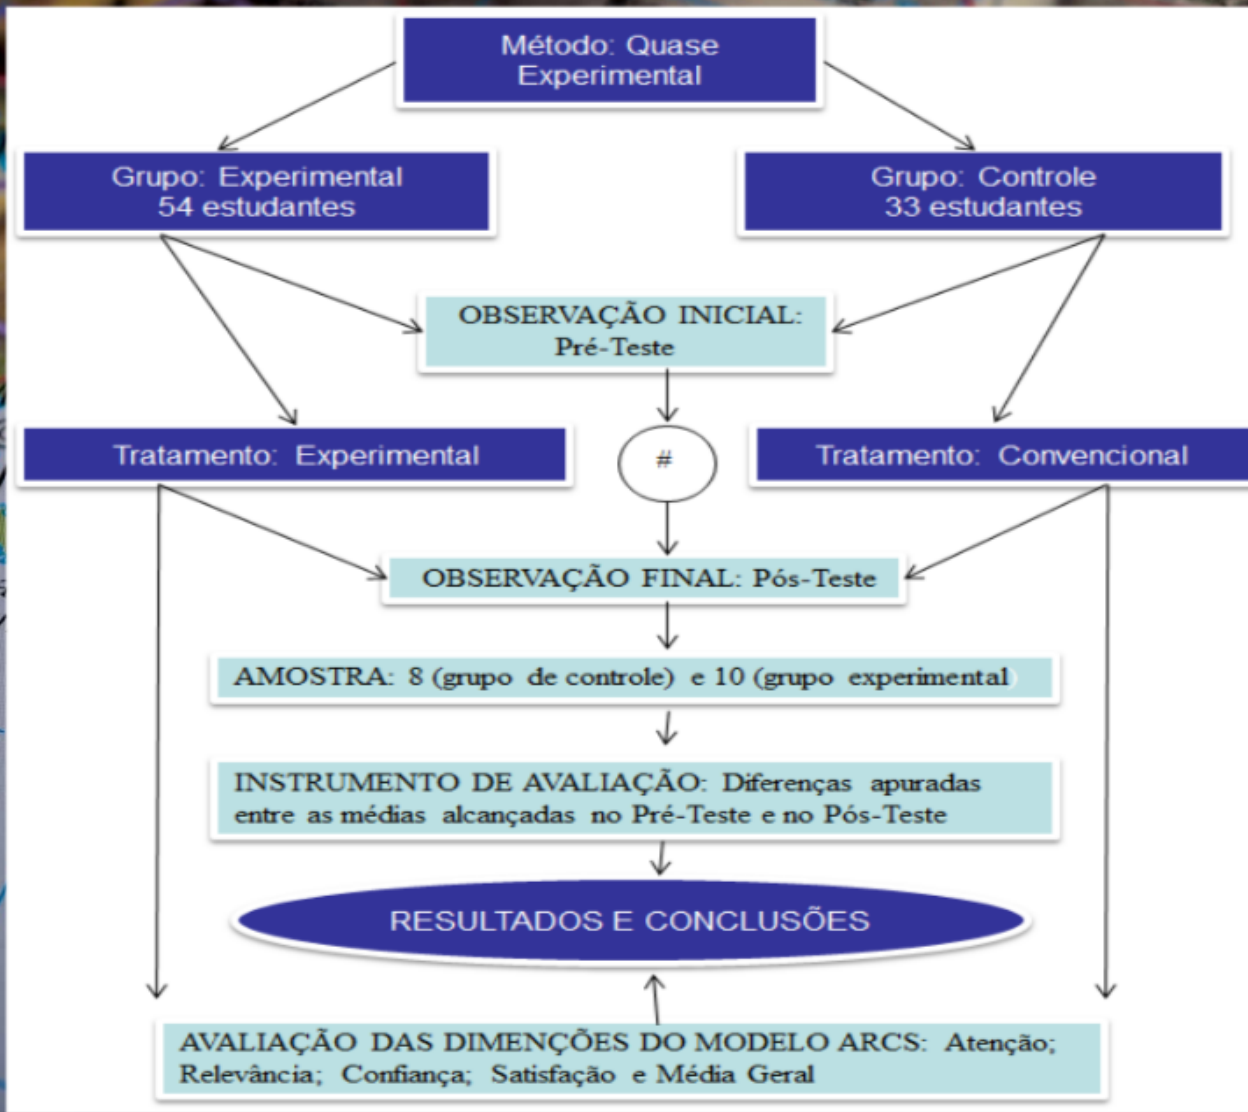 Método: Quase
Experimental
Grupo: Experimental
54 estudantes
Grupo: Controle
33 estudantes
OBSERVAÇÃO INICIAL:
Pré-Teste
Tratamento: Experimental
#
Tratamento: Convencional
OBSERVAÇÃO FINAL: Pós-Teste
AMOSTRA: 8 (grupo de controle) e 10 (grupo experimental)
INSTRUMENTO DE AVALIAÇÃO: Diferenças apuradas
entre as médias alcançadas no Pré-Teste e no Pós-Teste
RESULTADOS E CONCLUSÕES
AVALIAÇÃO DAS DIMENÇÕES DO MODELO ARCS: Atenção;
Relevância; Confiança; Satisfação e Média Geral